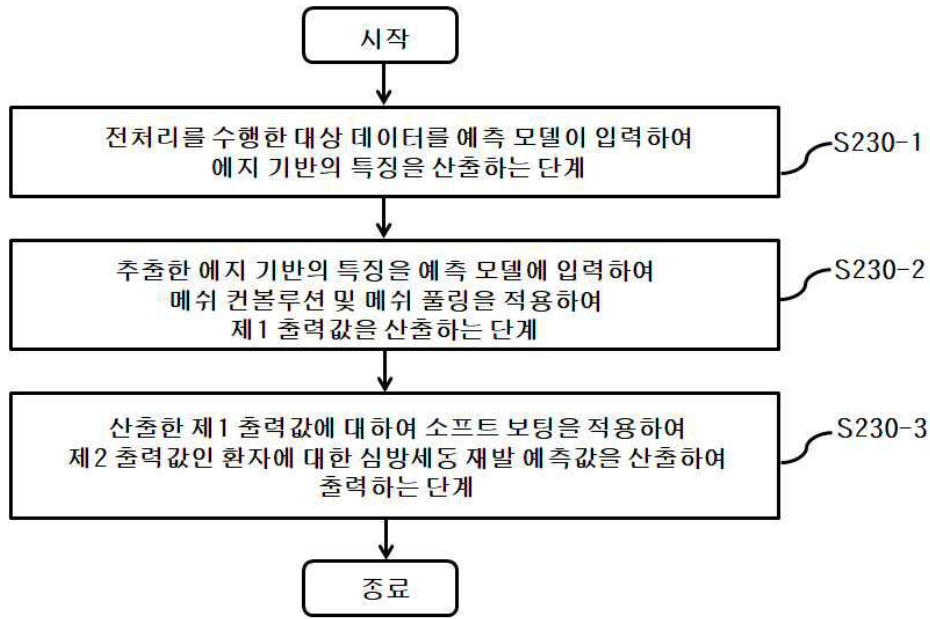 시작
전처리를 수행한 대상 데이터를 예측 모델이 입력하여
에지 기반의 특징을 산출하는 단계
S230-1
추출한 에지 기반의 특징을 예측 모델에 입력하여
메쉬 컨볼루션 및 메쉬 풀링을 적용하여
제1 출력값을 산출하는 단계
S230-2
산출한 제1 출력값에 대하여 소프트 보팅을 적용하여
제2 출력값인 환자에 대한 심방세동 재발 예측값을 산출하여
출력하는 단계
S230-3
종료